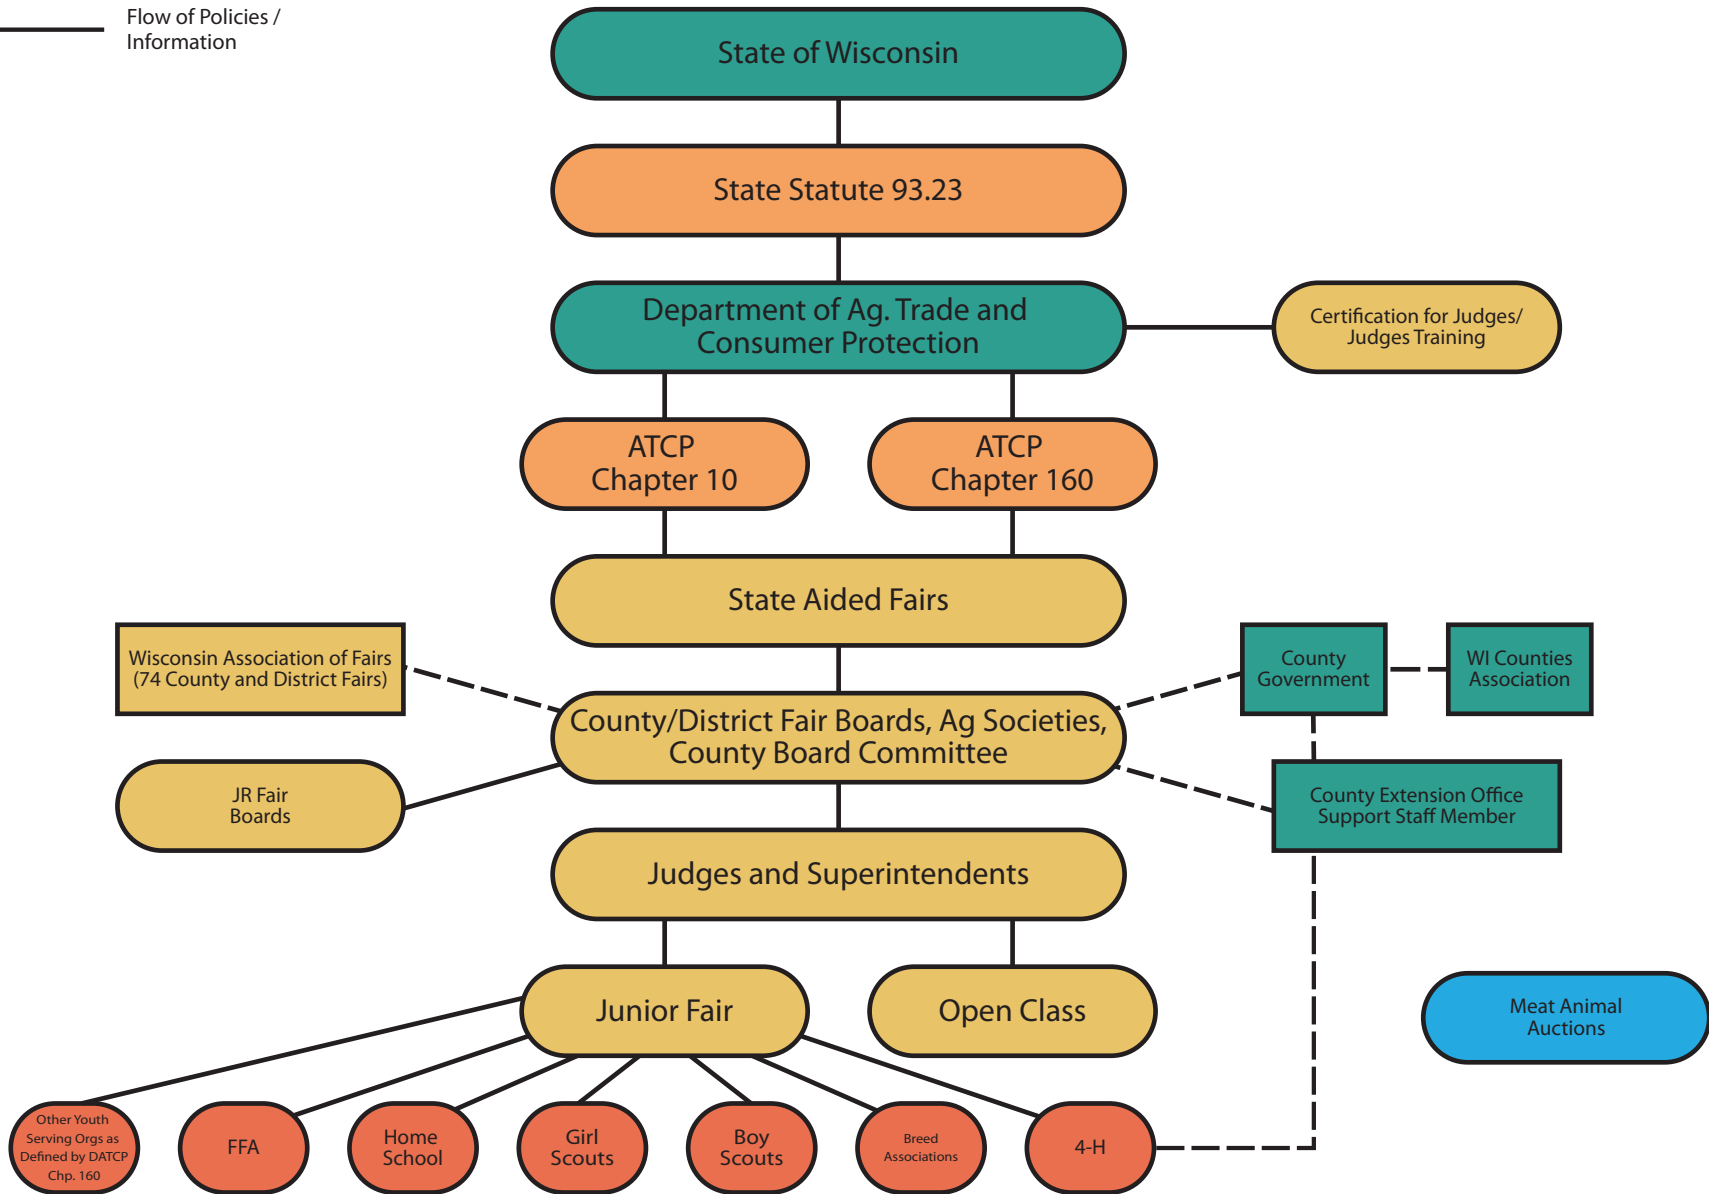 Flow of Policies /
Information
State of Wisconsin
State Statute 93.23
Department of Ag. Trade and
Consumer Protection
Certification for Judges/
Judges Training
ATCP
Chapter 10
ATCP
Chapter 160
State Aided Fairs
Wisconsin Association of Fairs
(74 County and District Fairs)
County
Government
WI Counties
Association
County/District Fair Boards, Ag Societies,
County Board Committee
JR Fair
Boards
County Extension Office
Support Staff Member
Judges and Superintendents
Junior Fair
Open Class
Meat Animal
Auctions
Other Youth
Serving Orgs as
Defined by DATCP
Chp. 160
FFA
Home
School
Girl
Scouts
Boy
Scouts
Breed
Associations
4-H